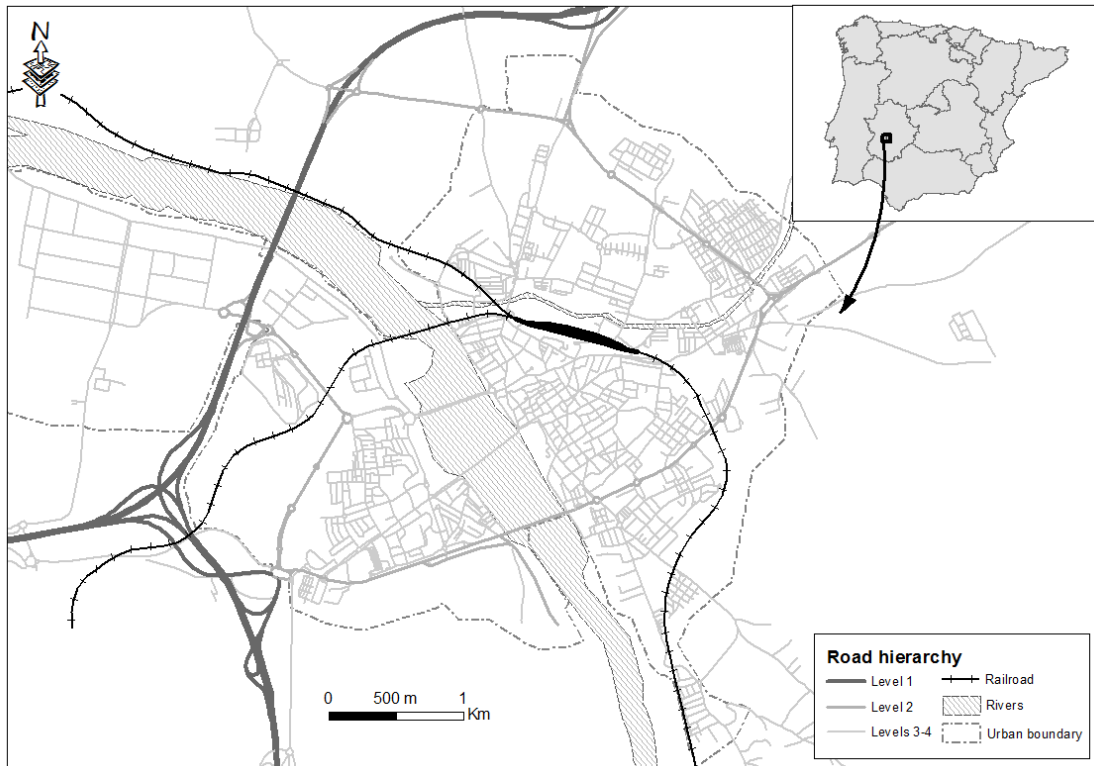 N
0 500 m 1
Km
Road hierarchy
Level 1 Railroad
Level 2 Rivers
Levels 3-4 Urban boundary